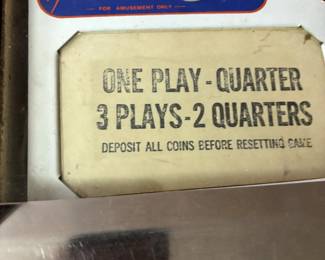 FOR AMUSEMENT ONLY
ONE PLAY - QUARTER
3 PLAYS - 2 QUARTERS
DEPOSIT ALL COINS BEFORE RESETTING GAME